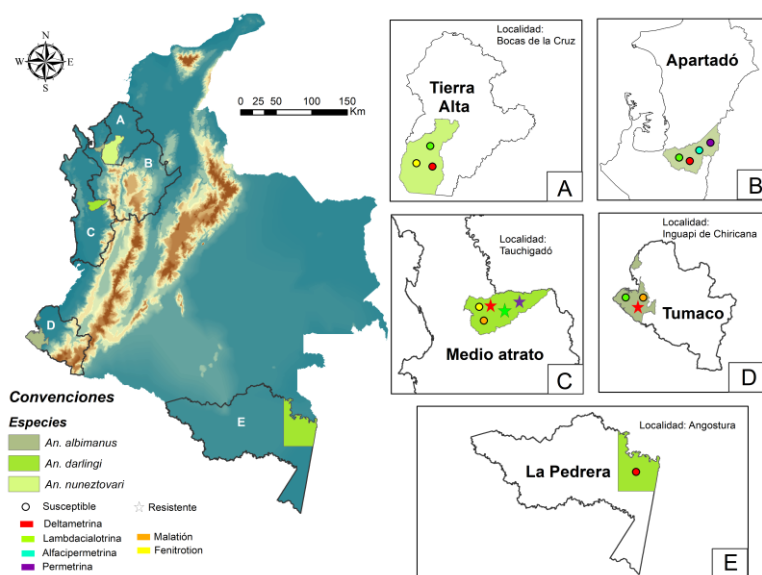 N
W E
S
0 25 50 100 150
Km
A
B
C
D
E
Convenciones
Especies
An. albimanus
An. darlingi
An. nuneztovari
Susceptible
Resistente
Deltametrina
Lambdacialotrina
Alfacipermetrina
Permetrina
Malatión
Fenitrotion
Localidad:
Bocas de la Cruz
Tierra
Alta
A
Apartadó
B
Localidad:
Tauchigadó
Medio atrato
C
Localidad:
Inguapi de Chiricana
Tumaco
D
Localidad: Angostura
La Pedrera
E